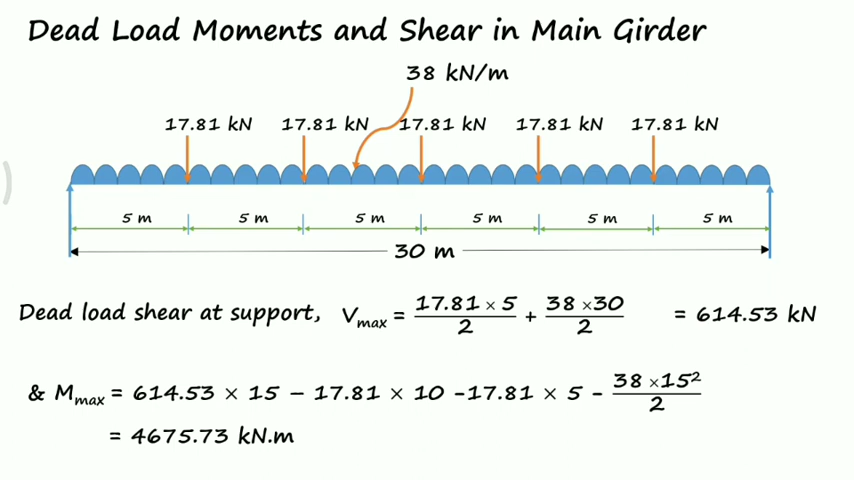 Dead Load Moments and Shear in Main Girder
38 kN/m
17.81 kN 17.81 kN 17.81 kN 17.81 kN 17.81 kN
5 m 5 m 5 m 5 m 5 m 5 m
30 m
Dead load shear at support, Vmax = 17.81 × 5 / 2 + 38 ×30 / 2 = 614.53 kN
& Mmax = 614.53 × 15 – 17.81 × 10 -17.81 × 5 - 38 ×15² / 2
= 4675.73 kN.m